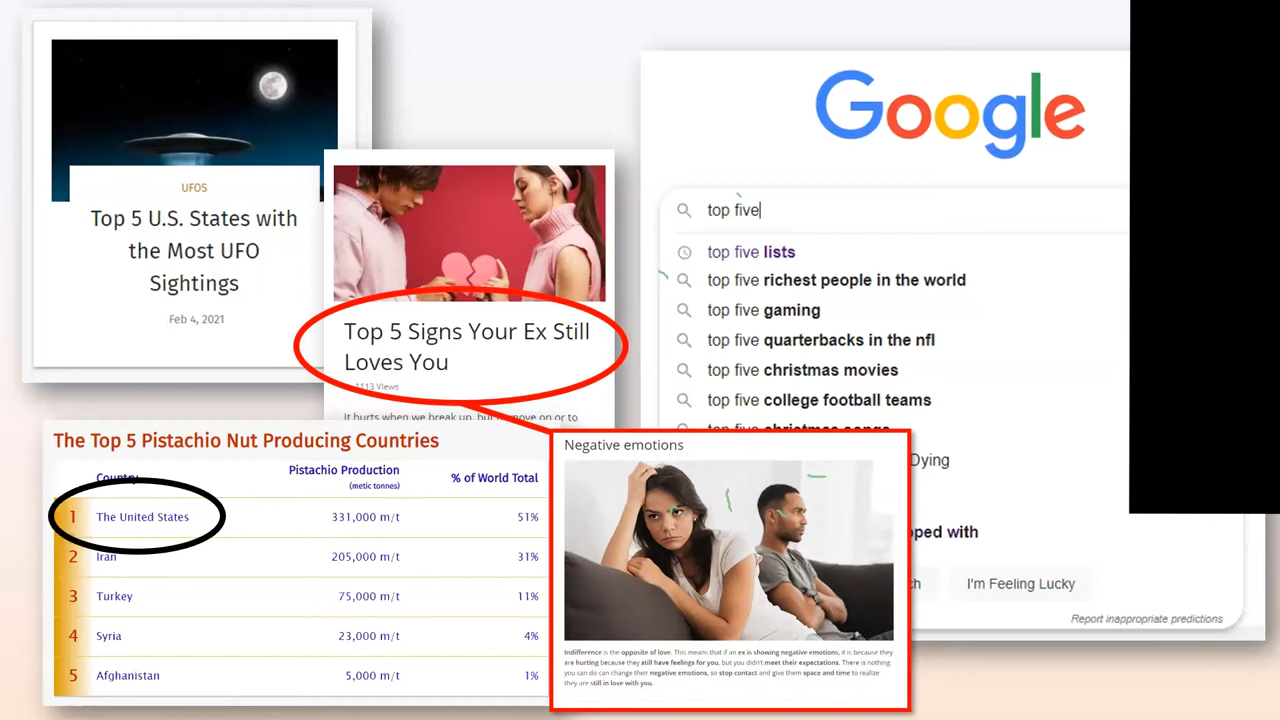 UFOS
Top 5 U.S. States with
the Most UFO
Sightings
Feb 4, 2021
Top 5 Signs Your Ex Still
Loves You
1113 Views
It hurts when we break up, but
move on or to
The Top 5 Pistachio Nut Producing Countries
Country
Pistachio Production
(metic tonnes)
% of World Total
1 The United States 331,000 m/t 51%
2 Iran 205,000 m/t 31%
3 Turkey 75,000 m/t 11%
4 Syria 23,000 m/t 4%
5 Afghanistan 5,000 m/t 1%
Negative emotions
Indifference is the opposite of love. This means that if an ex is showing negative emotions, it is because they
are hurting because they still have feelings for you, but you didn't meet their expectations. There is nothing
you can do can change their negative emotions, so stop contact and give them space and time to realize
they are still in love with you.
Google
top five
top five lists
top five richest people in the world
top five gaming
top five quarterbacks in the nfl
top five christmas movies
top five college football teams
top five christmas songs
Dying
oped with
ch
I'm Feeling Lucky
Report inappropriate predictions